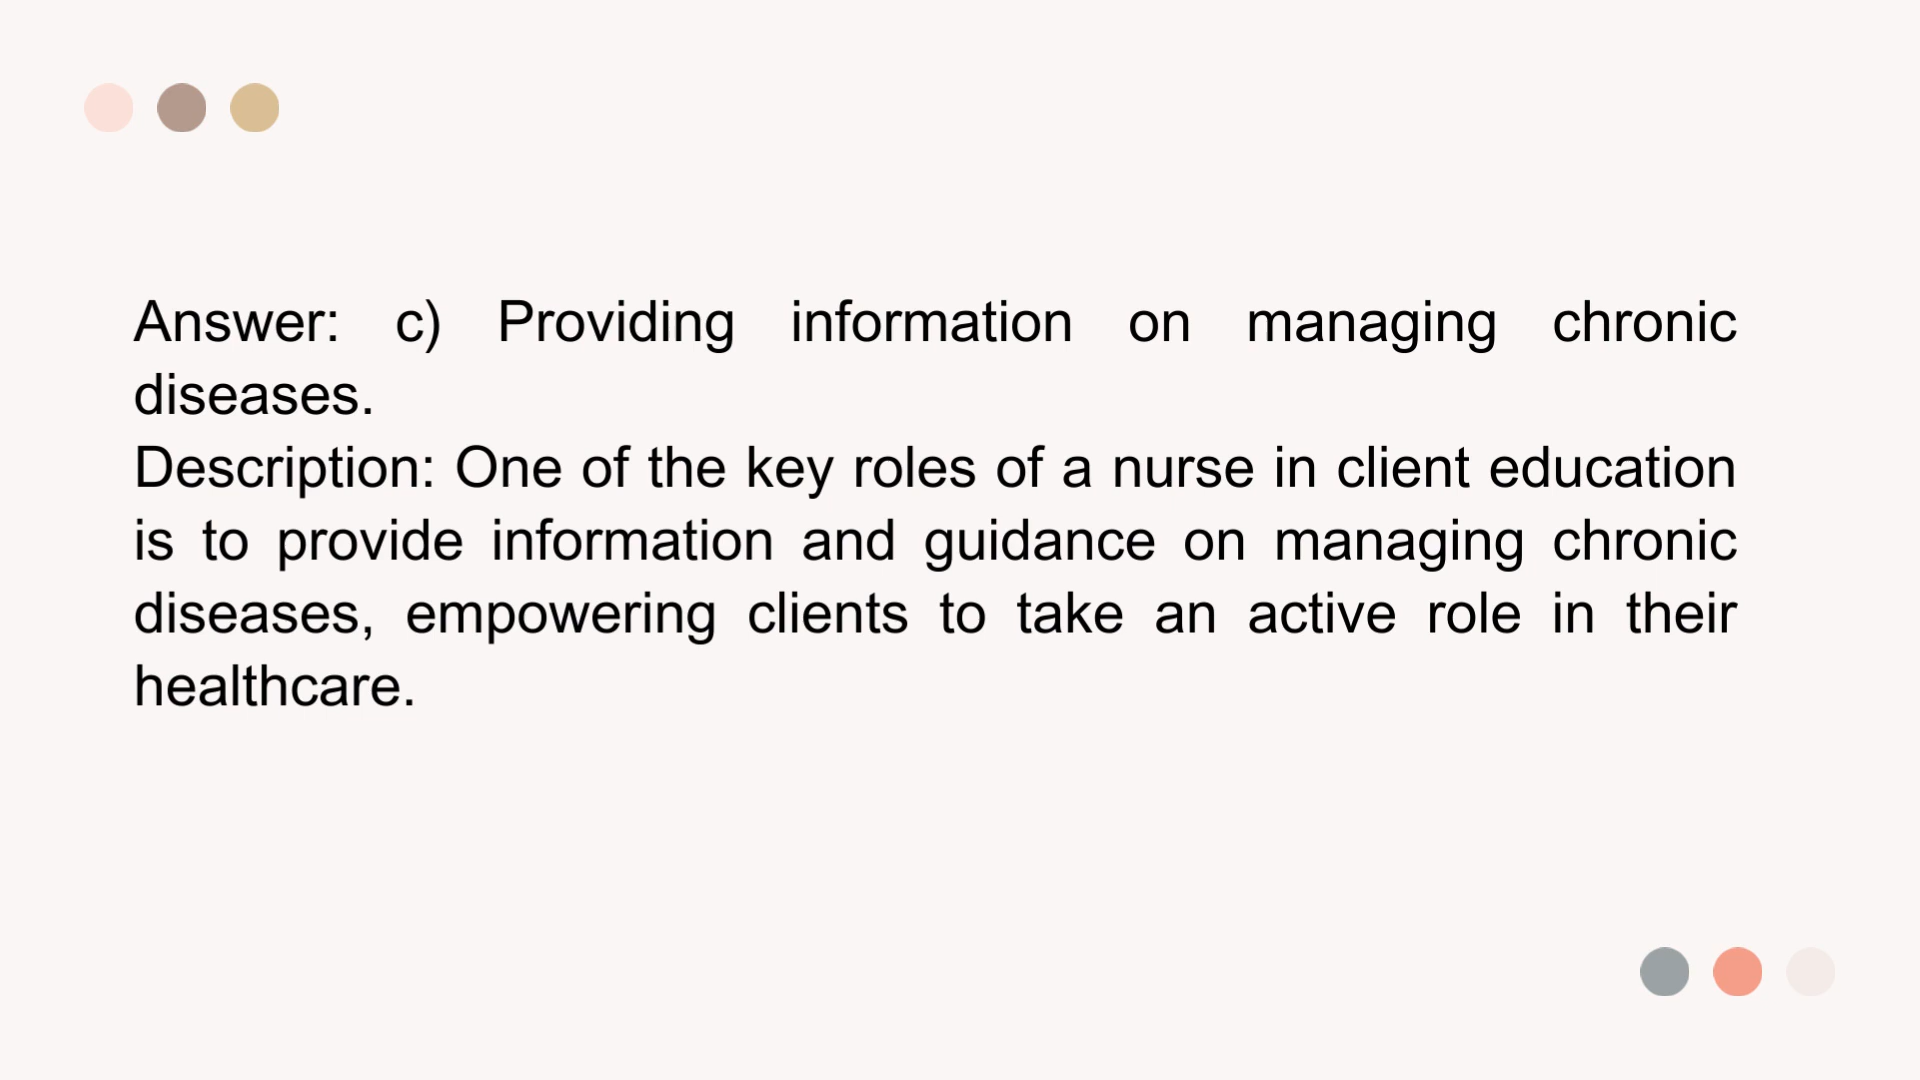 Answer: c) Providing information on managing chronic
diseases.
Description: One of the key roles of a nurse in client education
is to provide information and guidance on managing chronic
diseases, empowering clients to take an active role in their
healthcare.